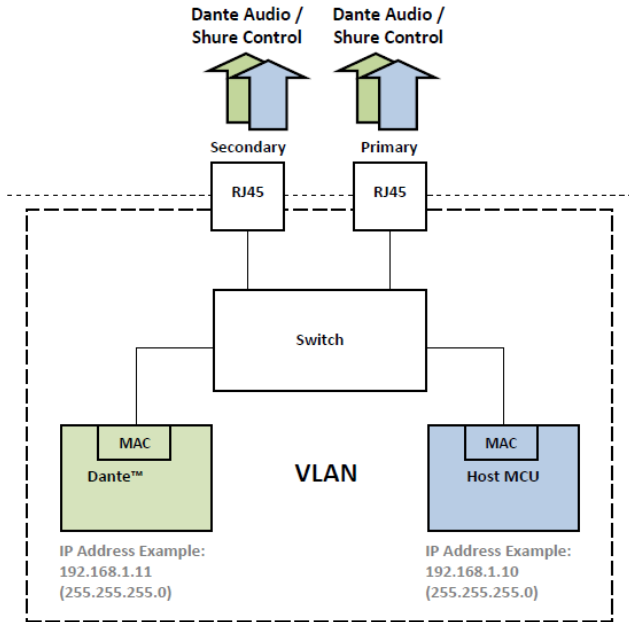 Dante Audio /
Shure Control
Dante Audio /
Shure Control
Secondary
Primary
RJ45
RJ45
Switch
MAC
Dante™
VLAN
MAC
Host MCU
IP Address Example:
192.168.1.11
(255.255.255.0)
IP Address Example:
192.168.1.10
(255.255.255.0)